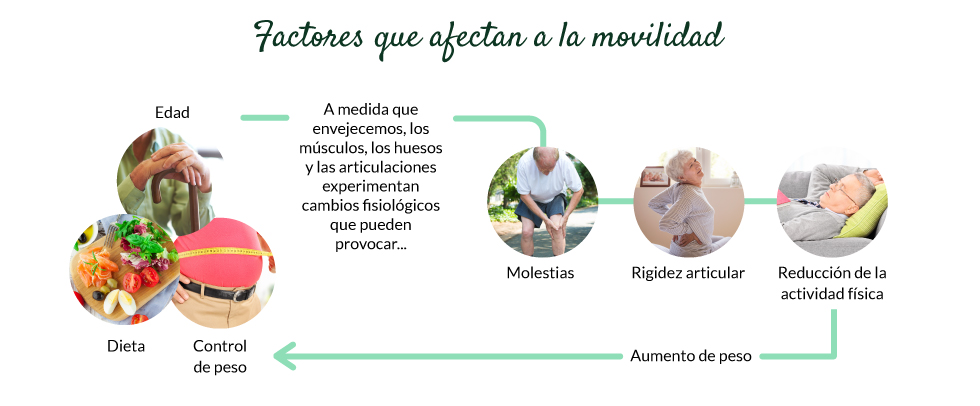 Factores que afectan a la movilidad
Edad
A medida que
envejecemos, los
músculos, los huesos
y las articulaciones
experimentan
cambios fisiológicos
que pueden
provocar...
Molestias
Rigidez articular
Reducción de la
actividad física
Dieta
Control
de peso
Aumento de peso